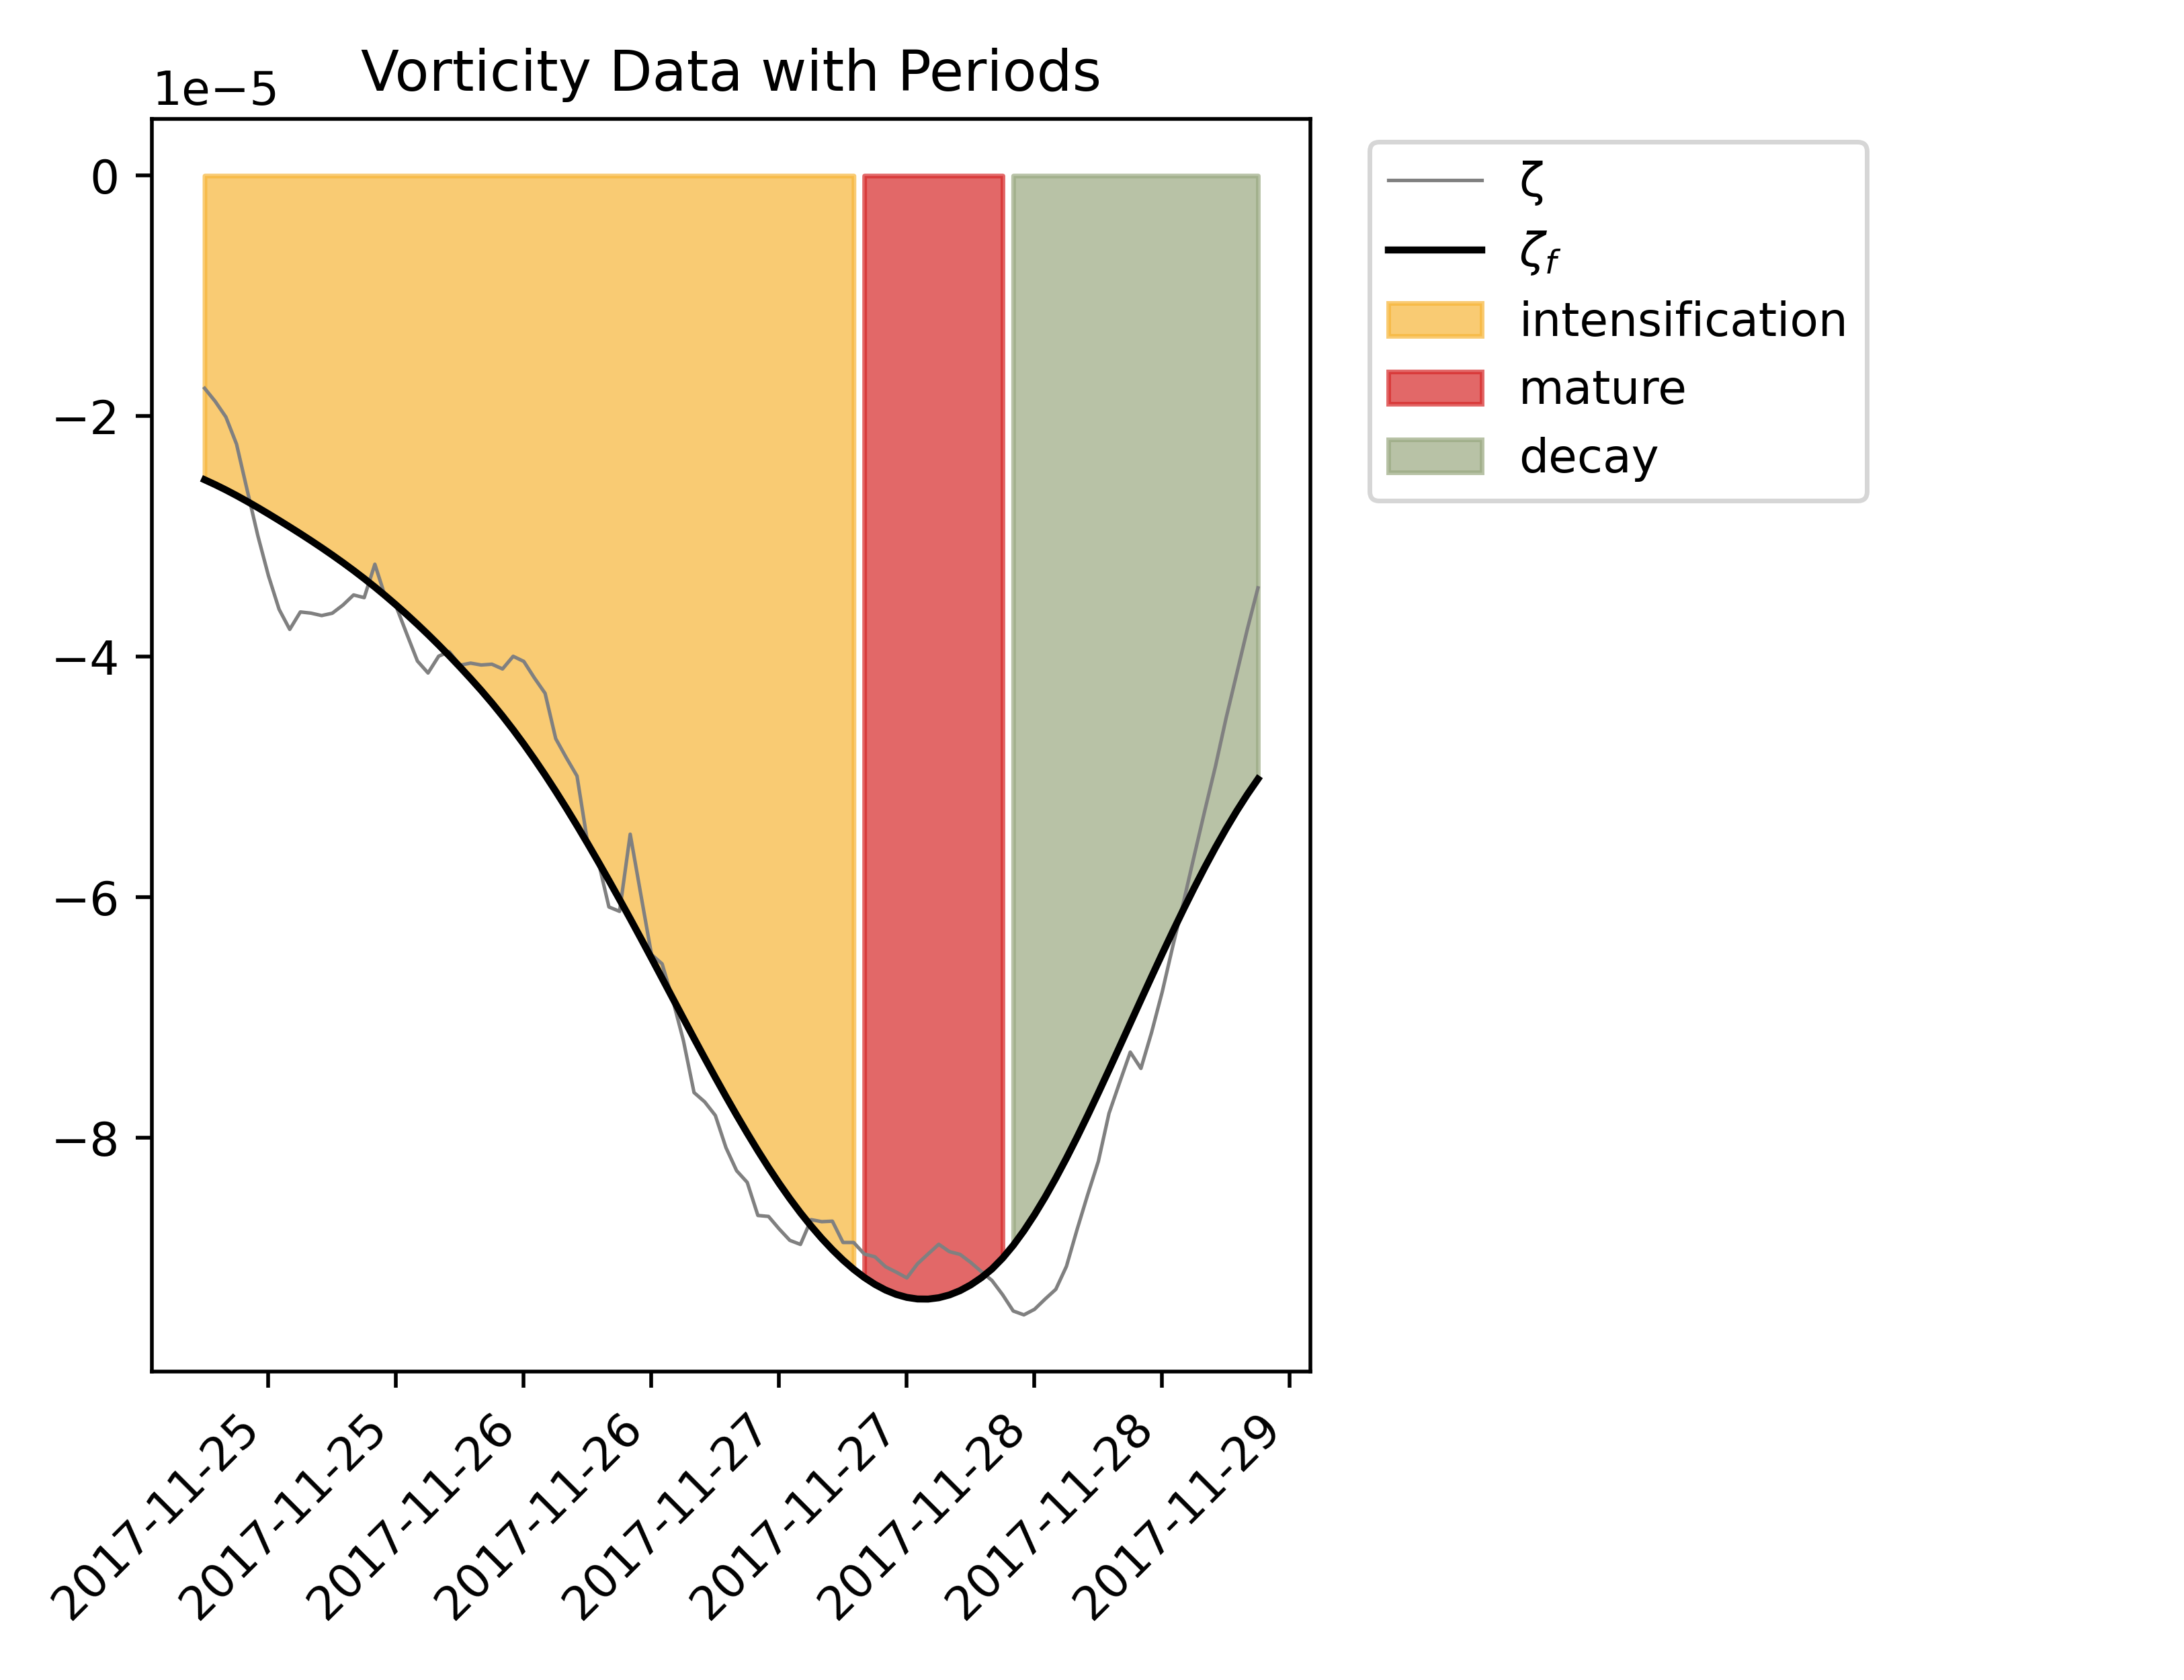 Vorticity Data with Periods
1e−5
0
−2
−4
−6
−8
ζ
ζf
intensification
mature
decay
2017-11-25
2017-11-25
2017-11-26
2017-11-26
2017-11-27
2017-11-27
2017-11-28
2017-11-28
2017-11-29